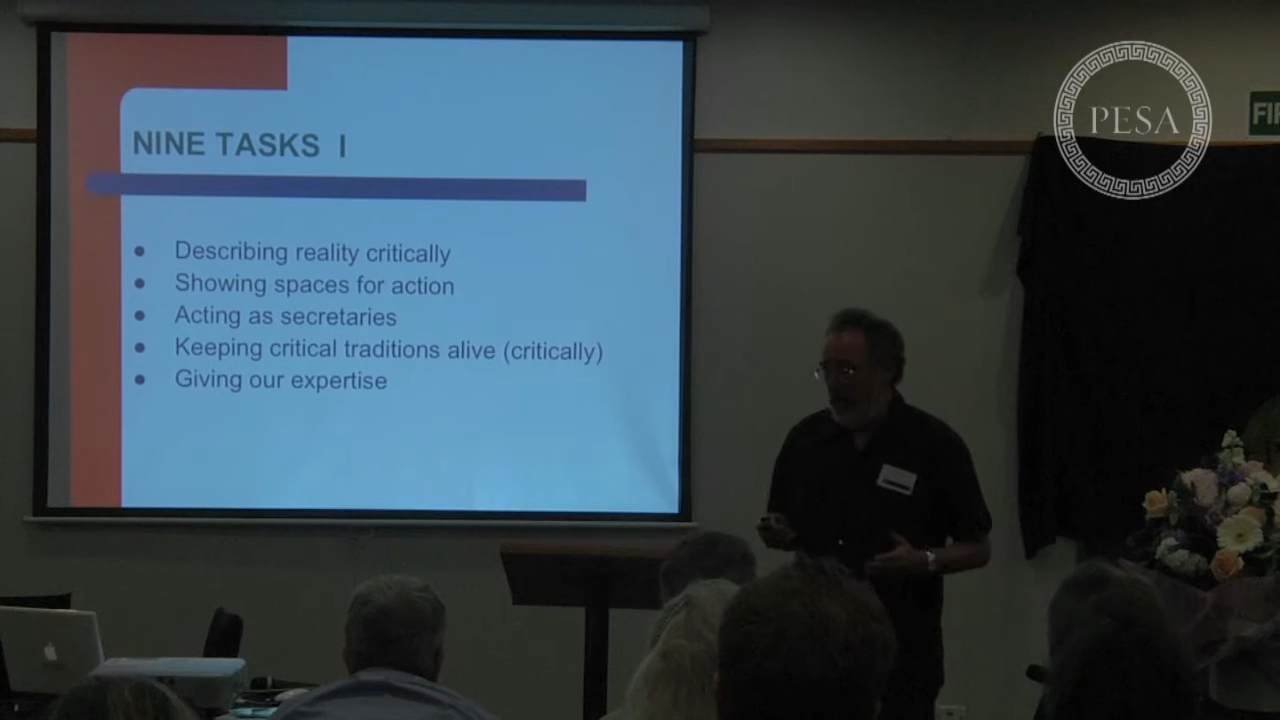 NINE TASKS I
● Describing reality critically
● Showing spaces for action
● Acting as secretaries
● Keeping critical traditions alive (critically)
● Giving our expertise
PESA
FI